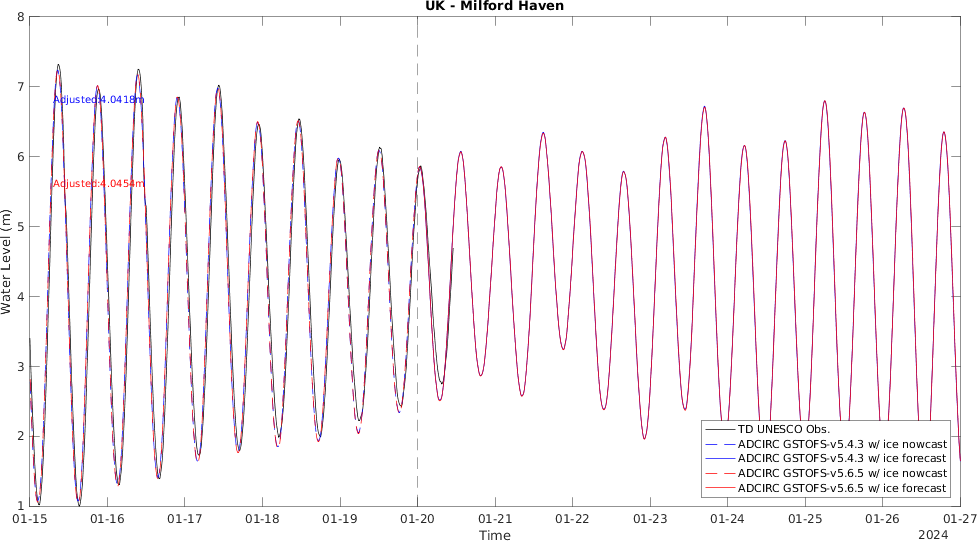 UK - Milford Haven
8
7
6
5
4
3
2
1
Water Level (m)
Adjusted:4.0418m
Adjusted:4.0454m
TD UNESCO Obs.
ADCIRC GSTOFS-v5.4.3 w/ ice nowcast
ADCIRC GSTOFS-v5.4.3 w/ ice forecast
ADCIRC GSTOFS-v5.6.5 w/ ice nowcast
ADCIRC GSTOFS-v5.6.5 w/ ice forecast
01-15 01-16 01-17 01-18 01-19 01-20 01-21 01-22 01-23 01-24 01-25 01-26 01-27
Time
2024